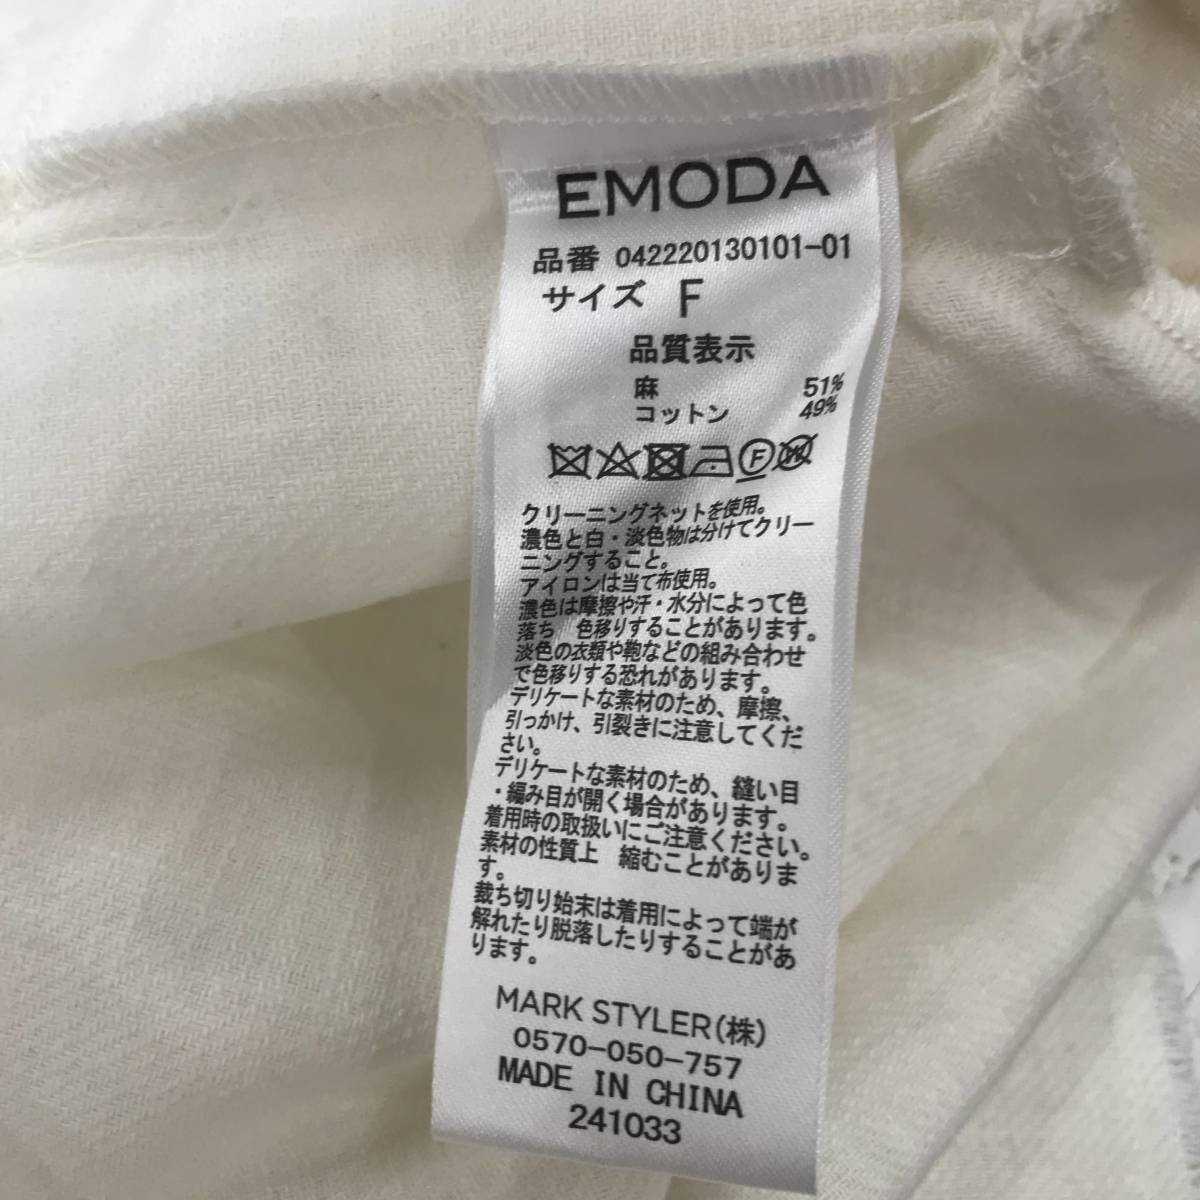 EMODA
品番 042220130101-01
サイズ F
品質表示
麻 51%
コットン 49%
F W
クリーニングネットを使用。
濃色と白・淡色物は分けてクリー
ニングすること。
アイロンは当て布使用。
濃色は摩擦や汗・水分によって色
落ち 色移りすることがあります。
淡色の衣類や鞄などの組み合わせ
で色移りする恐れがあります。
デリケートな素材のため、摩擦、
引っかけ、引裂きに注意してくだ
さい。
デリケートな素材のため、縫い目
・編み目が開く場合があります。
着用時の取扱いにご注意ください。
素材の性質上 縮むことがありま
す。
裁ち切り始末は着用によって端が
解れたり脱落したりすることがあ
ります。
MARK STYLER(株)
0570-050-757
MADE IN CHINA
241033